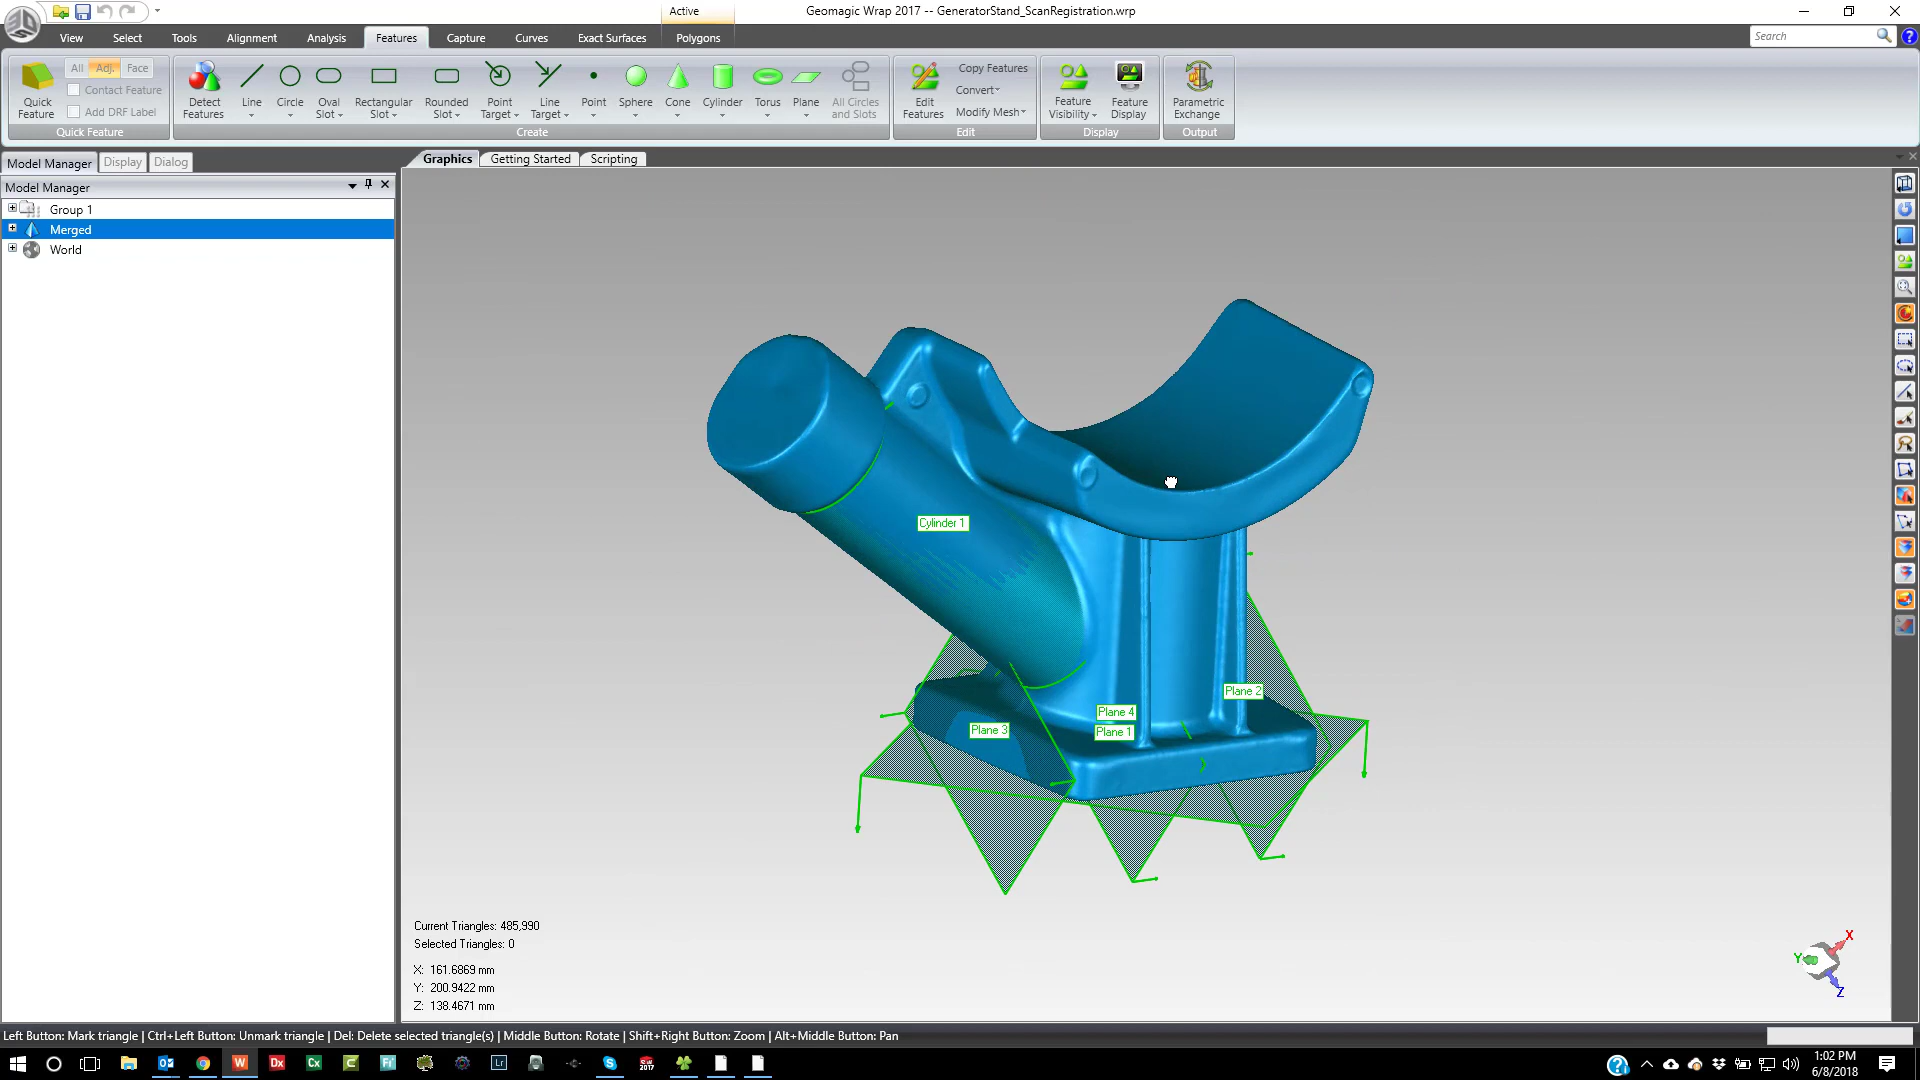 Active
Geomagic Wrap 2017 -- GeneratorStand_ScanRegistration.wrp
View Select Tools Alignment Analysis Features Capture Curves Exact Surfaces Polygons
Search
Quick Feature
All Adj. Face
Contact Feature
Add DRF Label
Quick Feature
Detect Features
Line
Circle
Oval Slot
Rectangular Slot
Rounded Slot
Point Target
Line Target
Point
Sphere
Cone
Cylinder
Torus
Plane
All Circles and Slots
Create
Edit Features
Copy Features
Convert
Modify Mesh
Edit
Feature Visibility
Feature Display
Display
Parametric Exchange
Output
Model Manager Display Dialog
Graphics Getting Started Scripting
Model Manager
Group 1
Merged
World
Cylinder 1
Plane 2
Plane 4
Plane 3
Plane 1
Current Triangles: 485,990
Selected Triangles: 0
X: 161.6869 mm
Y: 200.9422 mm
Z: 138.4671 mm
X
Y
Z
Left Button: Mark triangle | Ctrl+Left Button: Unmark triangle | Del: Delete selected triangle(s) | Middle Button: Rotate | Shift+Right Button: Zoom | Alt+Middle Button: Pan
W Dx Cx Lr
2017
1:02 PM
6/8/2018